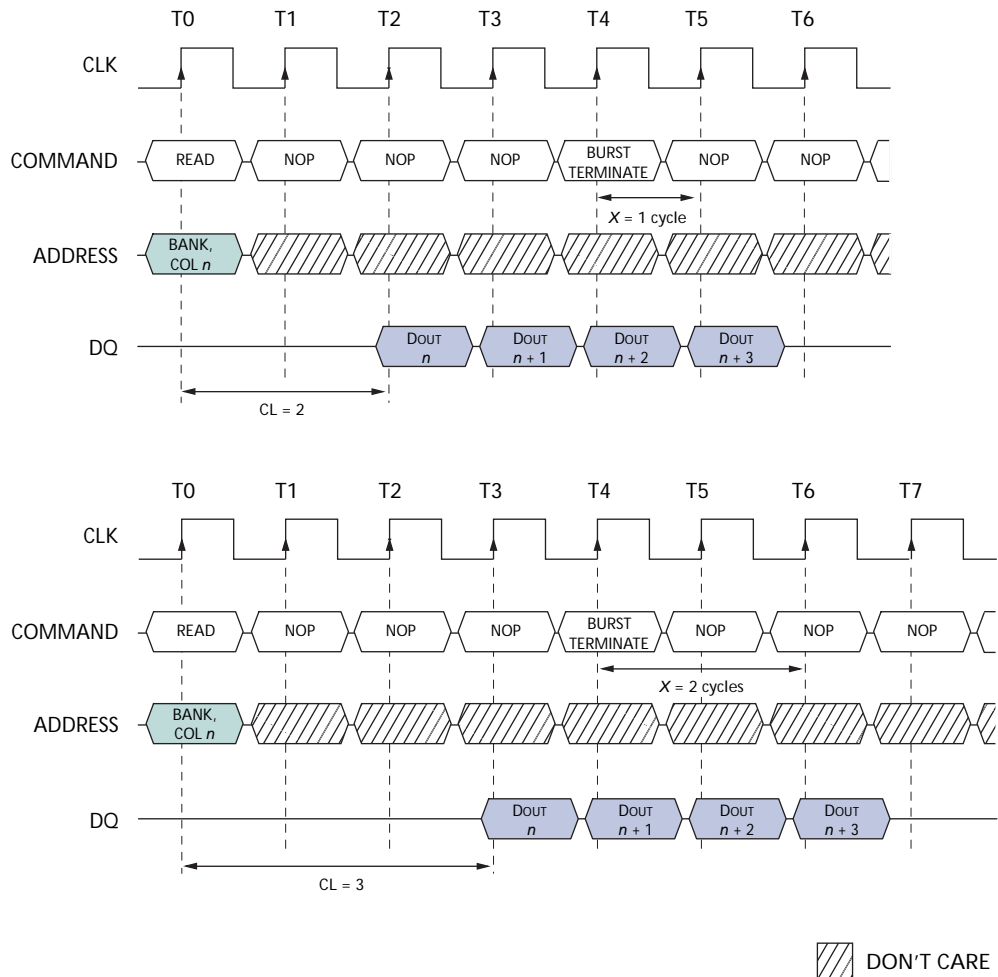 T0 T1 T2 T3 T4 T5 T6
CLK
COMMAND READ NOP NOP NOP BURST TERMINATE NOP NOP
X = 1 cycle
ADDRESS BANK, COL n
DQ DOUT n DOUT n + 1 DOUT n + 2 DOUT n + 3
CL = 2
T0 T1 T2 T3 T4 T5 T6 T7
CLK
COMMAND READ NOP NOP NOP BURST TERMINATE NOP NOP NOP
X = 2 cycles
ADDRESS BANK, COL n
DQ DOUT n DOUT n + 1 DOUT n + 2 DOUT n + 3
CL = 3
DON'T CARE